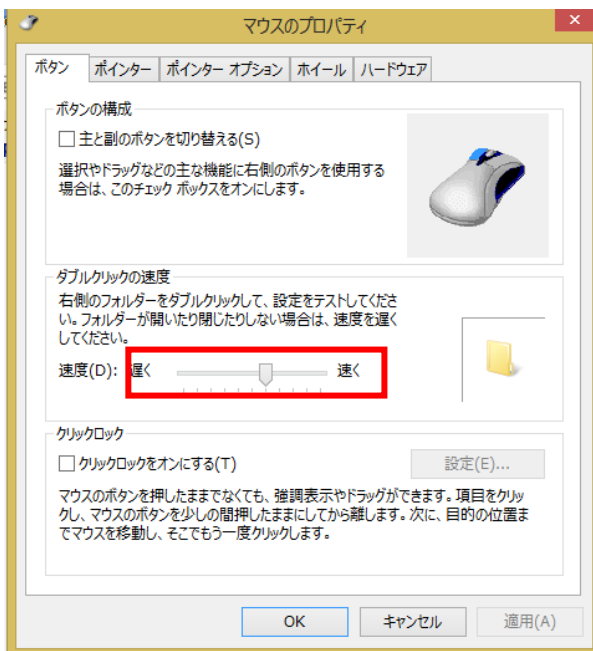 マウスのプロパティ
ボタン ポインター ポインター オプション ホイール ハードウェア
ボタンの構成
主と副のボタンを切り替える(S)
選択やドラッグなどの主な機能に右側のボタンを使用する
場合は、このチェック ボックスをオンにします。
ダブルクリックの速度
右側のフォルダーをダブルクリックして、設定をテストしてくださ
い。フォルダーが開いたり閉じたりしない場合は、速度を遅く
してください。
速度(D): 遅く 速く
クリックロック
クリックロックをオンにする(T) 設定(E)...
マウスのボタンを押したままでなくても、強調表示やドラッグができます。項目をクリッ
クし、マウスのボタンを少しの間押したままにしてから離します。次に、目的の位置ま
でマウスを移動し、そこでもう一度クリックします。
OK キャンセル 適用(A)